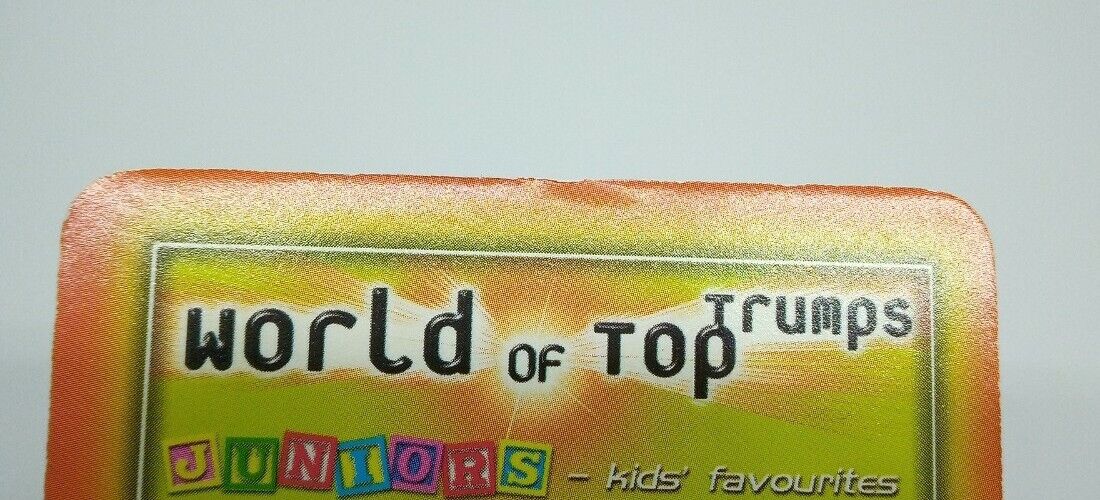 World OF Top Trumps
JUNIORS - kids' favourites